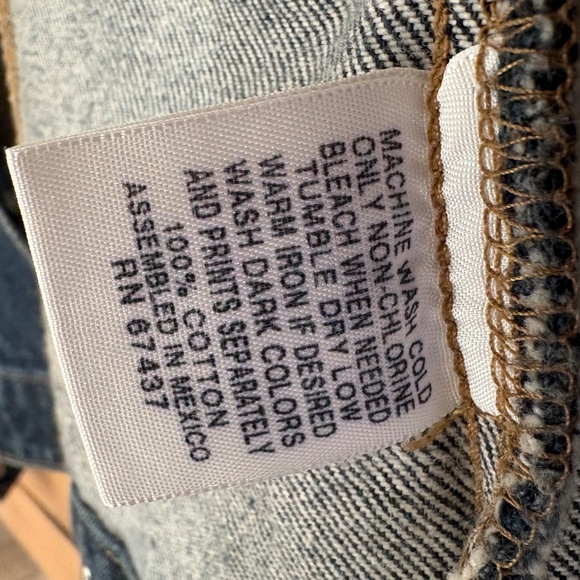 MACHINE WASH COLD
ONLY NON-CHLORINE
BLEACH WHEN NEEDED
TUMBLE DRY LOW
WARM IRON IF DESIRED
WASH DARK COLORS
AND PRINTS SEPARATELY
100% COTTON
ASSEMBLED IN MEXICO
RN 67437